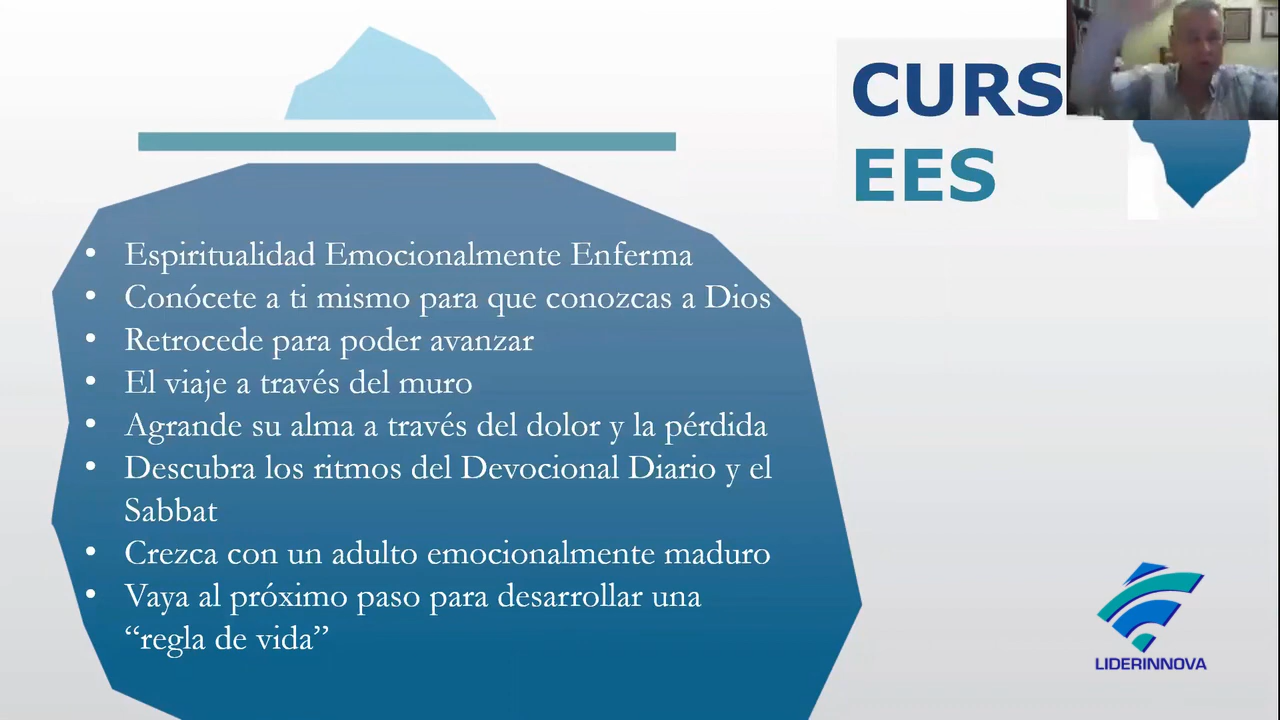 CURS
EES
• Espiritualidad Emocionalmente Enferma
• Conócete a ti mismo para que conozcas a Dios
• Retrocede para poder avanzar
• El viaje a través del muro
• Agrande su alma a través del dolor y la pérdida
• Descubra los ritmos del Devocional Diario y el
Sabbat
• Crezca con un adulto emocionalmente maduro
• Vaya al próximo paso para desarrollar una
“regla de vida”
LIDERINNOVA